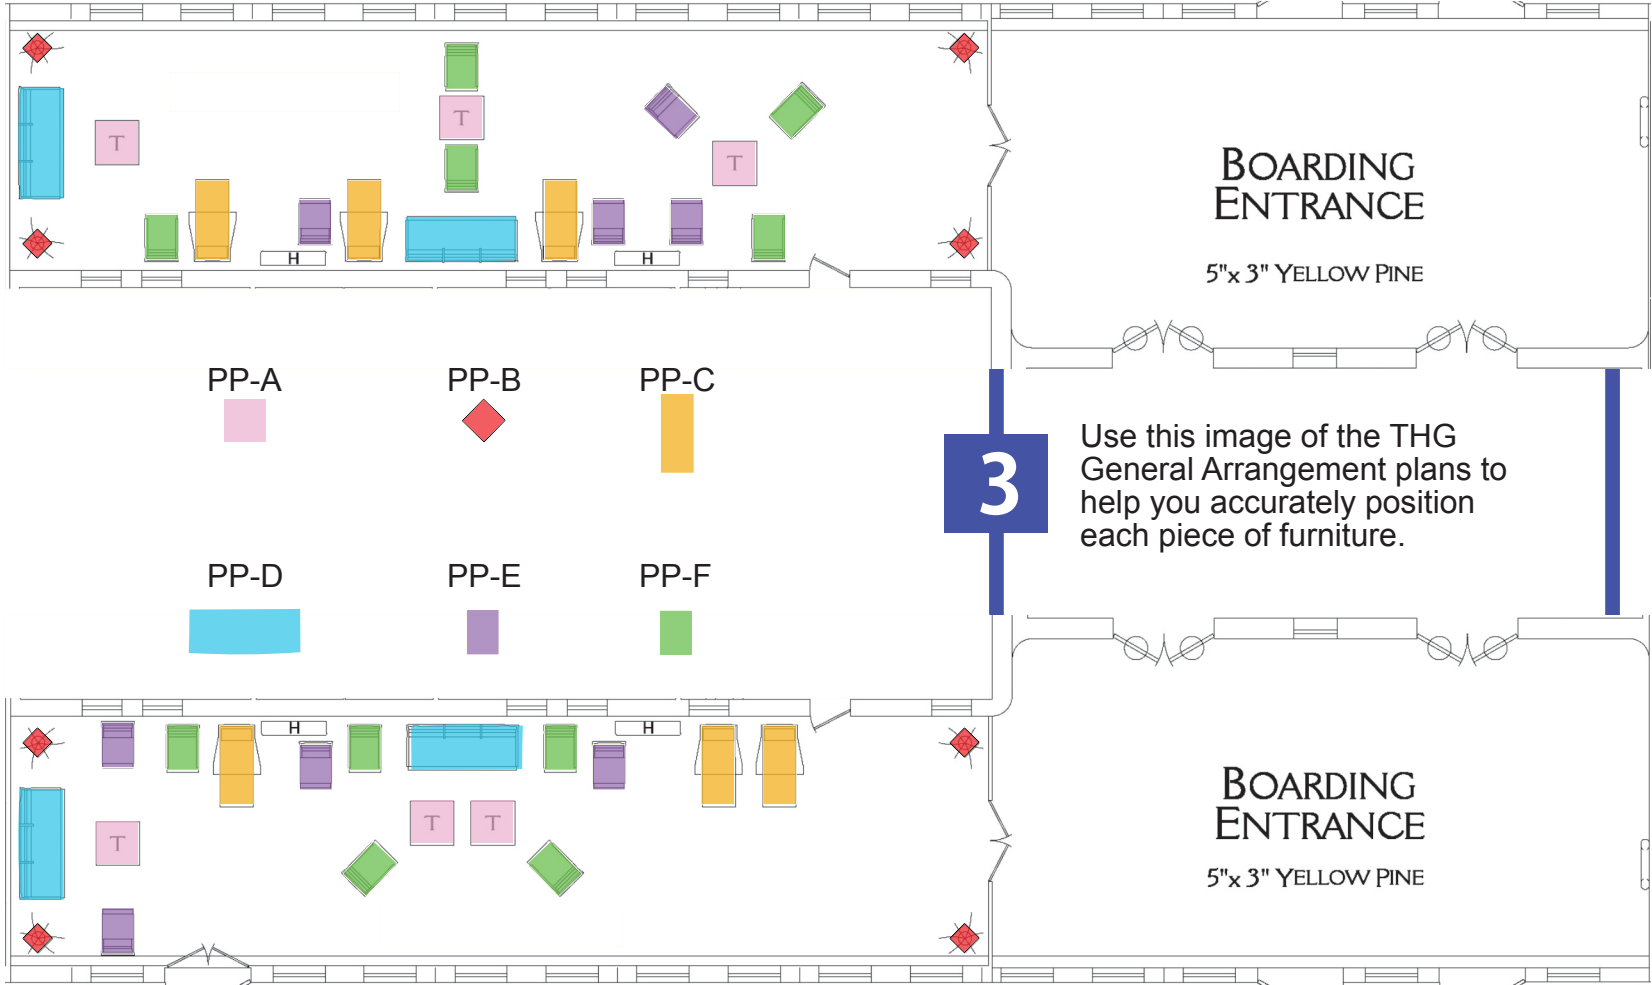 T
T
T
H
H
BOARDING
ENTRANCE
5"x 3" YELLOW PINE
PP-A
PP-B
PP-C
PP-D
PP-E
PP-F
3
Use this image of the THG
General Arrangement plans to
help you accurately position
each piece of furniture.
H
H
T
T
T
BOARDING
ENTRANCE
5"x 3" YELLOW PINE